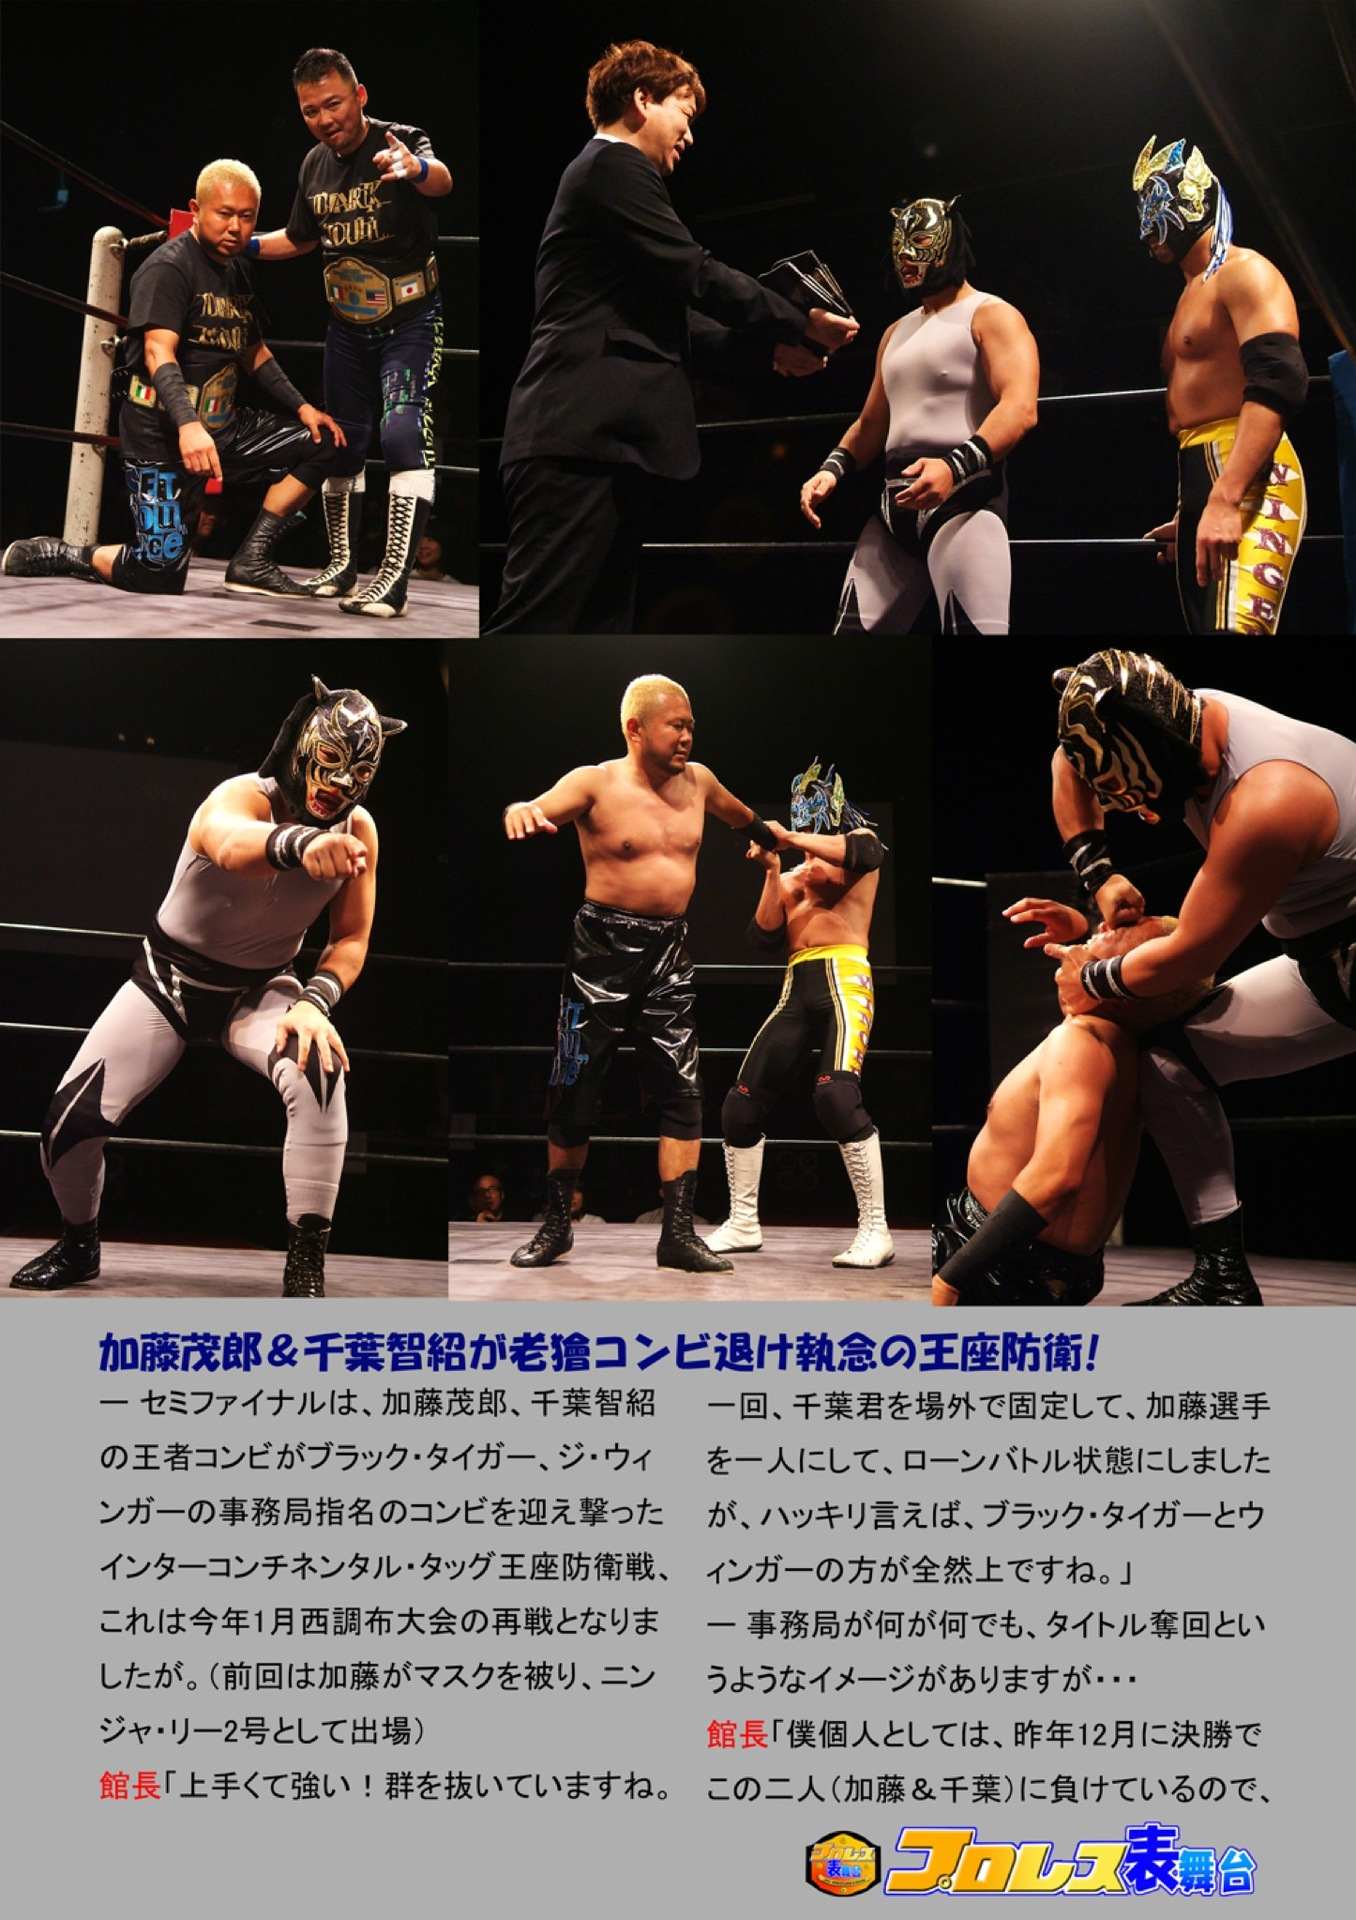 DARK
SOUL
DARK
SOUL
WINGER
加藤茂郎＆千葉智紹が老獪コンビ退け執念の王座防衛！
― セミファイナルは、加藤茂郎、千葉智紹
の王者コンビがブラック・タイガー、ジ・ウィ
ンガーの事務局指名のコンビを迎え撃った
インターコンチネンタル・タッグ王座防衛戦、
これは今年1月西調布大会の再戦となりま
したが。（前回は加藤がマスクを被り、ニン
ジャ・リー2号として出場）
館長「上手くて強い！群を抜いていますね。
一回、千葉君を場外で固定して、加藤選手
を一人にして、ローンバトル状態にしました
が、ハッキリ言えば、ブラック・タイガーとウ
ィンガーの方が全然上ですね。」
― 事務局が何が何でも、タイトル奪回とい
うようなイメージがありますが・・・
館長「僕個人としては、昨年12月に決勝で
この二人（加藤＆千葉）に負けているので、
プロレス
表舞台
プロレス表舞台